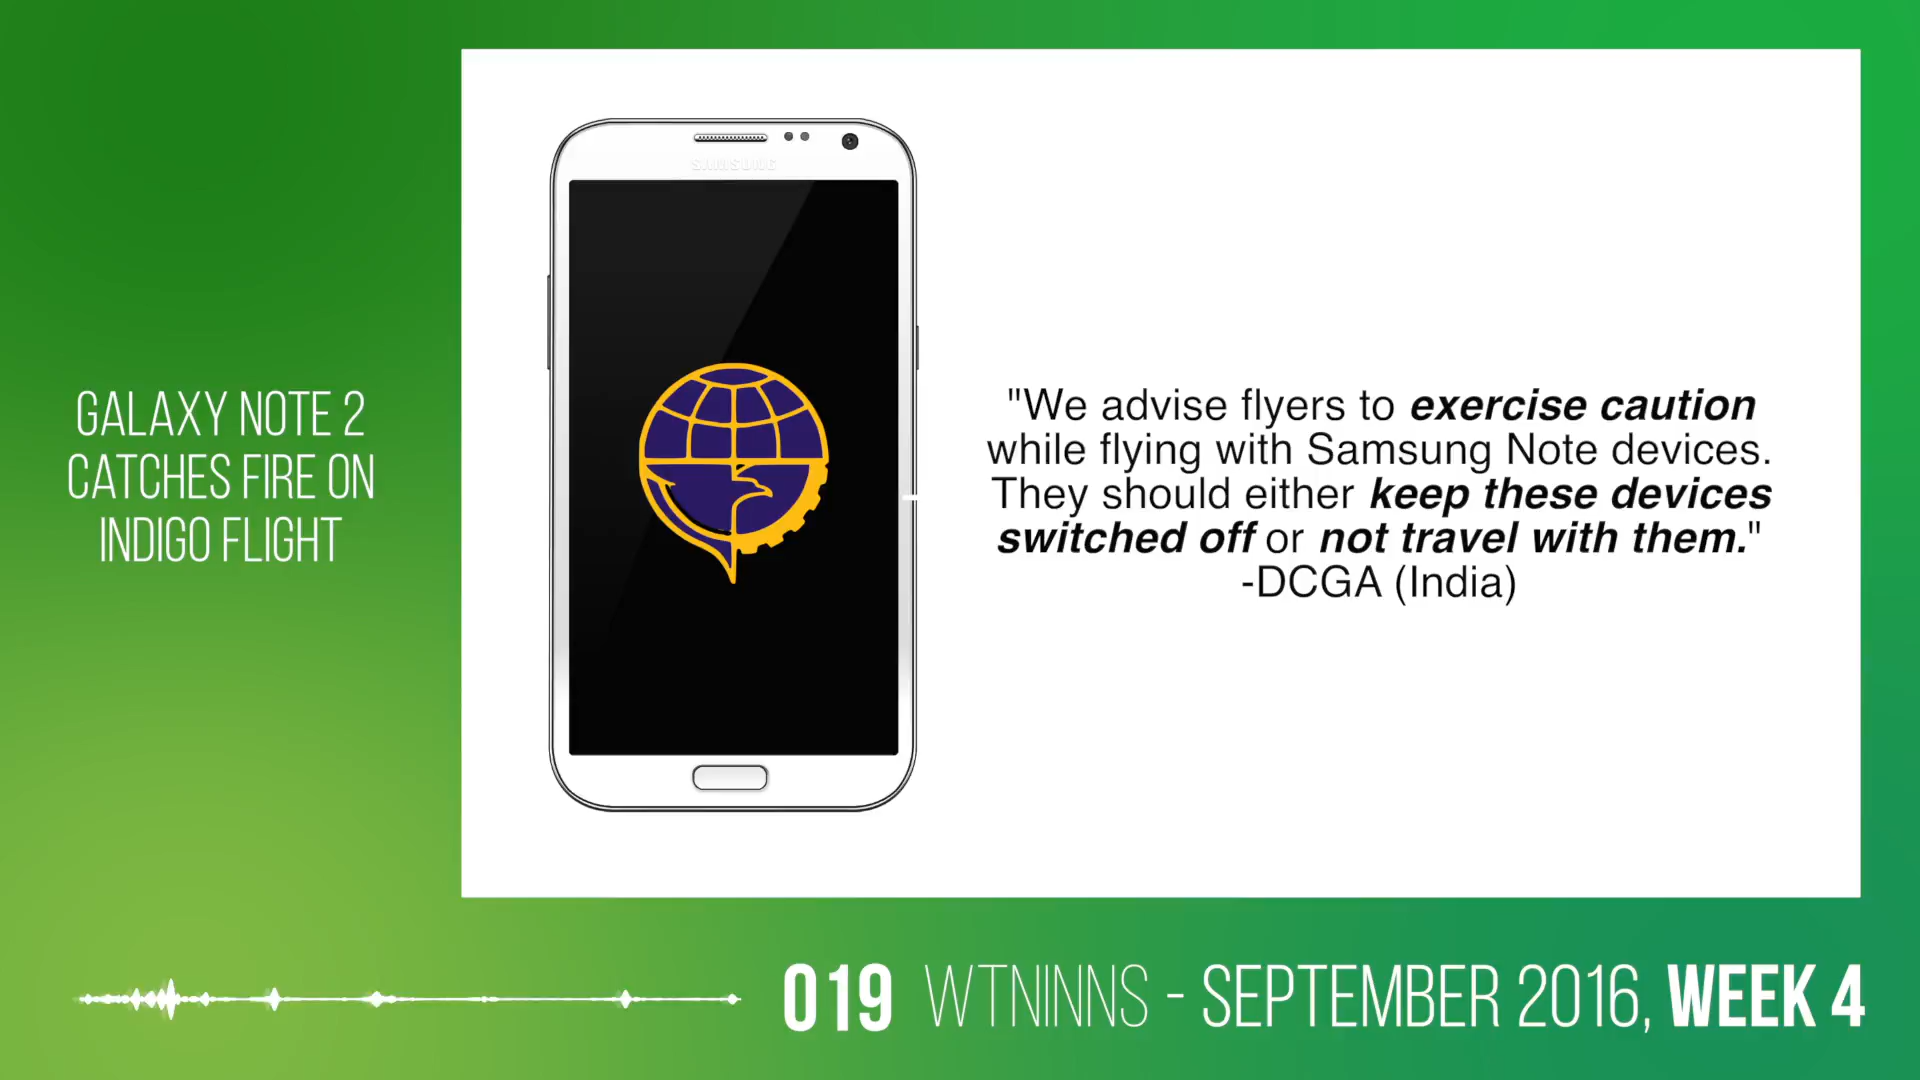 GALAXY NOTE 2
CATCHES FIRE ON
INDIGO FLIGHT
SAMSUNG
"We advise flyers to exercise caution
while flying with Samsung Note devices.
They should either keep these devices
switched off or not travel with them."
-DCGA (India)
019 WTNINNS - SEPTEMBER 2016, WEEK 4